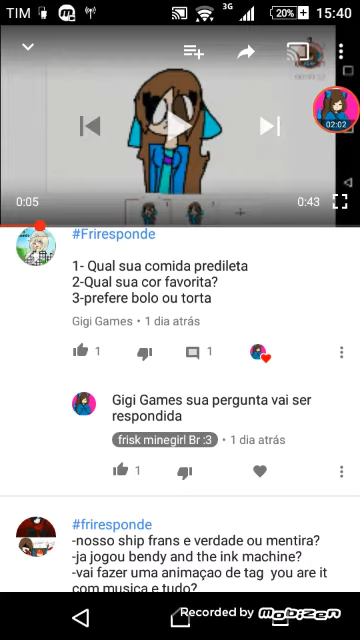 TIM 3G 20% 15:40
02:02
0:05 0:43
#Friresponde
1- Qual sua comida predileta
2-Qual sua cor favorita?
3-prefere bolo ou torta
Gigi Games • 1 dia atrás
1 1
Gigi Games sua pergunta vai ser
respondida
frisk minegirl Br :3 • 1 dia atrás
1
#friresponde
-nosso ship frans e verdade ou mentira?
-ja jogou bendy and the ink machine?
-vai fazer uma animaçao de tag you are it
com musica e tudo?
Recorded by mobizen